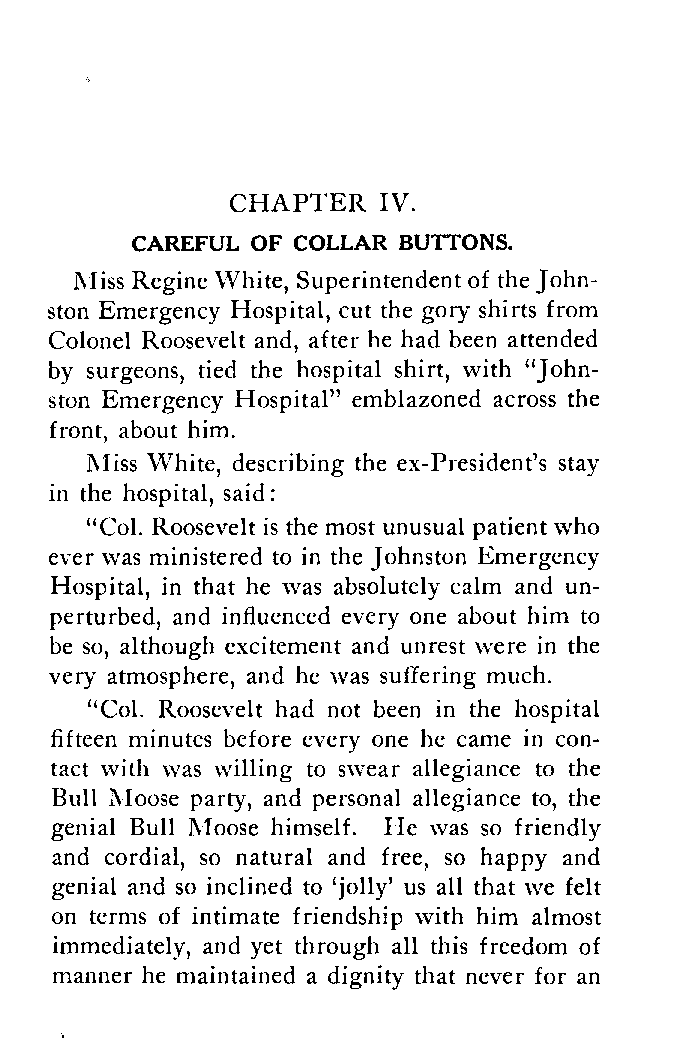 CHAPTER IV.
CAREFUL OF COLLAR BUTTONS.
Miss Regine White, Superintendent of the John-
ston Emergency Hospital, cut the gory shirts from
Colonel Roosevelt and, after he had been attended
by surgeons, tied the hospital shirt, with “John-
ston Emergency Hospital” emblazoned across the
front, about him.
Miss White, describing the ex-President’s stay
in the hospital, said:
“Col. Roosevelt is the most unusual patient who
ever was ministered to in the Johnston Emergency
Hospital, in that he was absolutely calm and un-
perturbed, and influenced every one about him to
be so, although excitement and unrest were in the
very atmosphere, and he was suffering much.
“Col. Roosevelt had not been in the hospital
fifteen minutes before every one he came in con-
tact with was willing to swear allegiance to the
Bull Moose party, and personal allegiance to, the
genial Bull Moose himself. He was so friendly
and cordial, so natural and free, so happy and
genial and so inclined to ‘jolly’ us all that we felt
on terms of intimate friendship with him almost
immediately, and yet through all this freedom of
manner he maintained a dignity that never for an